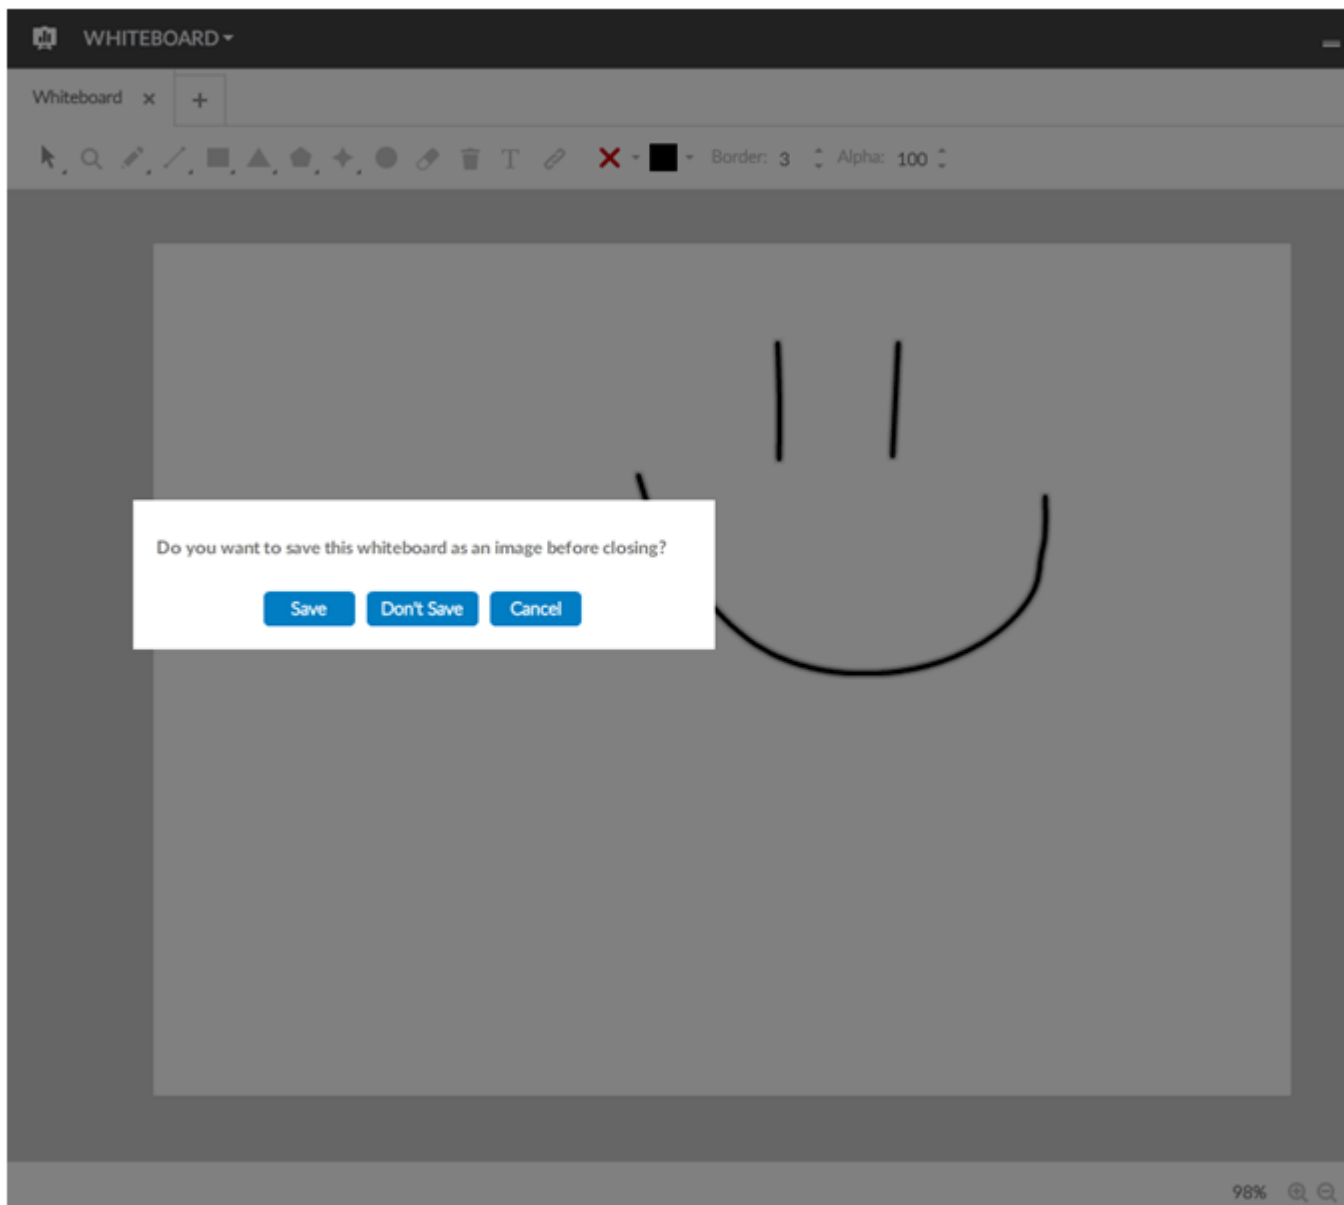 WHITEBOARD
Whiteboard
T Border: 3 Alpha: 100
Do you want to save this whiteboard as an image before closing?
Save Don't Save Cancel
98%